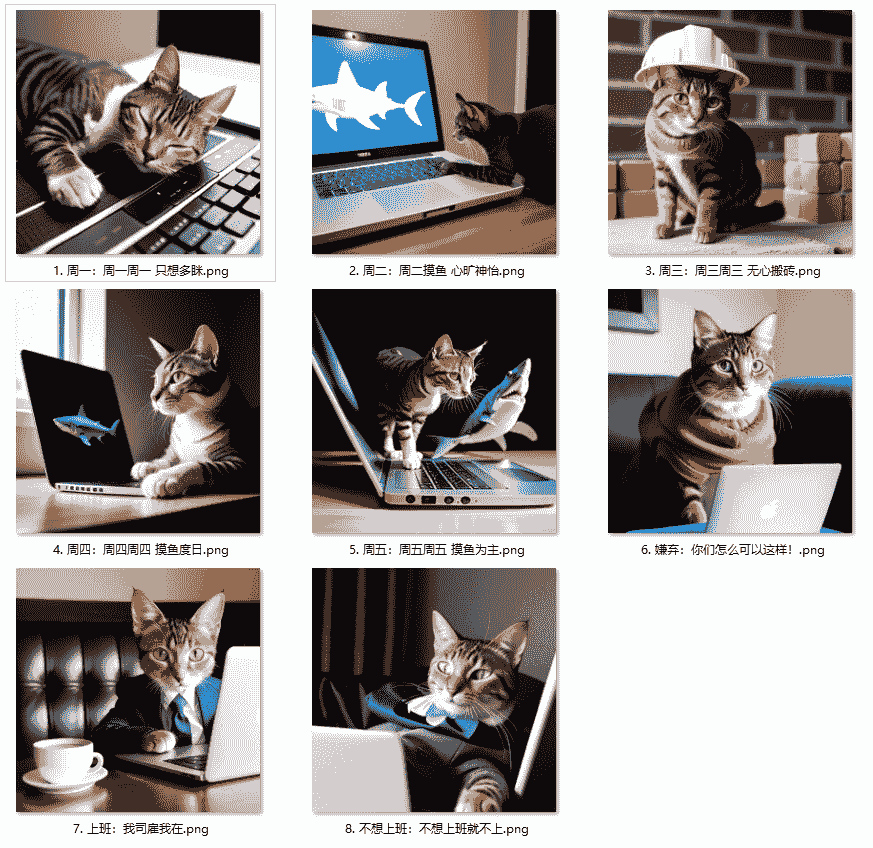 1. 周一：周一周一 只想多眯.png
2. 周二：周二摸鱼 心旷神怡.png
3. 周三：周三周三 无心搬砖.png
4. 周四：周四周四 摸鱼度日.png
5. 周五：周五周五 摸鱼为主.png
6. 嫌弃：你们怎么可以这样！.png
7. 上班：我司雇我在.png
8. 不想上班：不想上班就不上.png